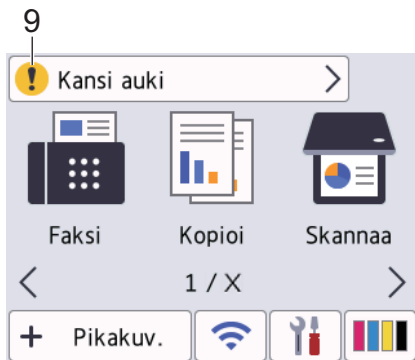 9
! Kansi auki
Faksi Kopioi Skannaa
1 / X
+ Pikakuv.